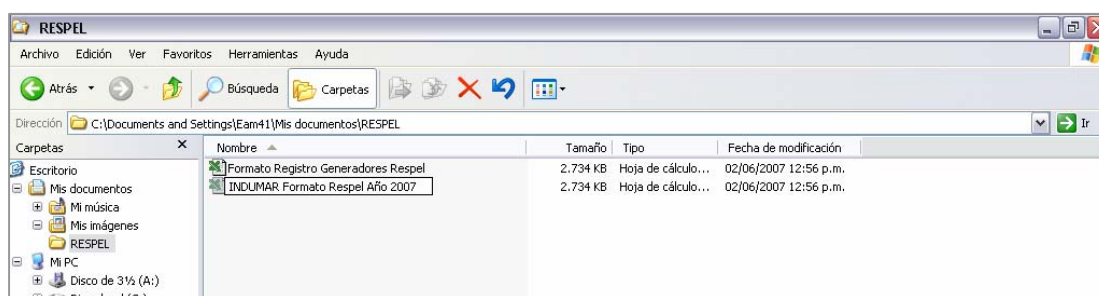 RESPEL
Archivo Edición Ver Favoritos Herramientas Ayuda
Atrás Búsqueda Carpetas
Dirección C:\Documents and Settings\Eam41\Mis documentos\RESPEL Ir
Carpetas X Nombre Tamaño Tipo Fecha de modificación
Escritorio Formato Registro Generadores Respel 2.734 KB Hoja de cálculo... 02/06/2007 12:56 p.m.
Mis documentos INDUMAR Formato Respel Año 2007 2.734 KB Hoja de cálculo... 02/06/2007 12:56 p.m.
Mi música
Mis imágenes
RESPEL
Mi PC
Disco de 3½ (A:)